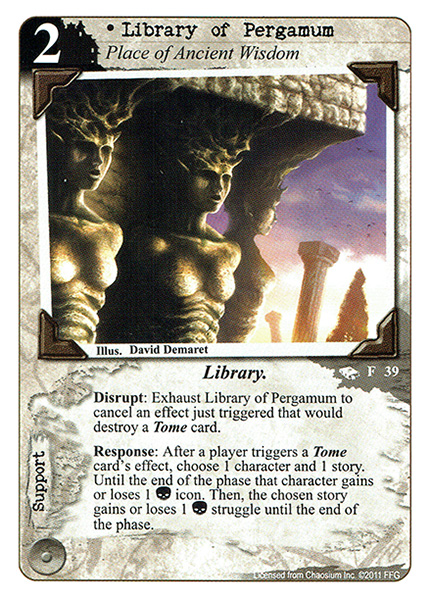 2
• Library of Pergamum
Place of Ancient Wisdom
Illus. David Demaret
Library.
F 39
Disrupt: Exhaust Library of Pergamum to
cancel an effect just triggered that would
destroy a Tome card.
Response: After a player triggers a Tome
card's effect, choose 1 character and 1 story.
Until the end of the phase that character gains
or loses 1 icon. Then, the chosen story
gains or loses 1 struggle until the end of
the phase.
Support
Licensed from Chaosium Inc. ©2011 FFG